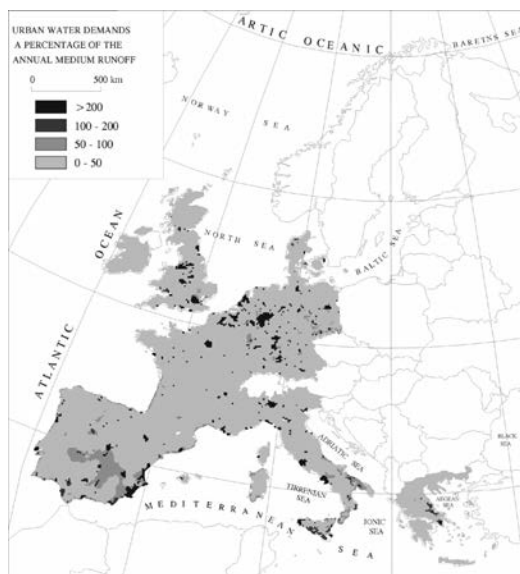 URBAN WATER DEMANDS
A PERCENTAGE OF THE
ANNUAL MEDIUM RUNOFF
0 500 km
>200
100 - 200
50 - 100
0 - 50
ARTIC OCEANIC
BARETNS SEA
NORWAY SEA
NORTH SEA
BALTIC SEA
ATLANTIC OCEAN
ADRIATIC SEA
BLACK
SEA
TIRRENIAN
SEA
AEGEAN
SEA
IONIC
SEA
MEDITERRANEAN SEA